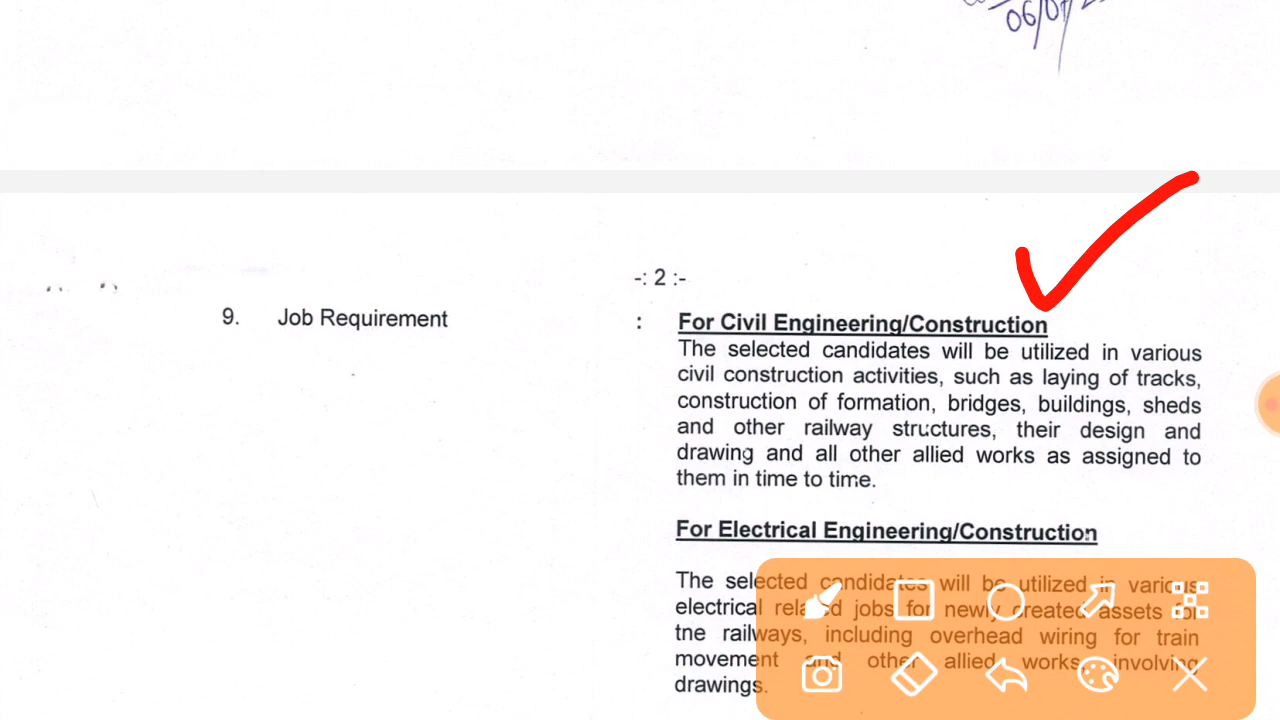 06/07/2
-: 2 :-
9. Job Requirement : For Civil Engineering/Construction
The selected candidates will be utilized in various
civil construction activities, such as laying of tracks,
construction of formation, bridges, buildings, sheds
and other railway structures, their design and
drawing and all other allied works as assigned to
them in time to time.
For Electrical Engineering/Construction
The selected candidates will be utilized in various
electrical related jobs for newly created assets for
the railways, including overhead wiring for train
movement and other allied works, involving
drawings.